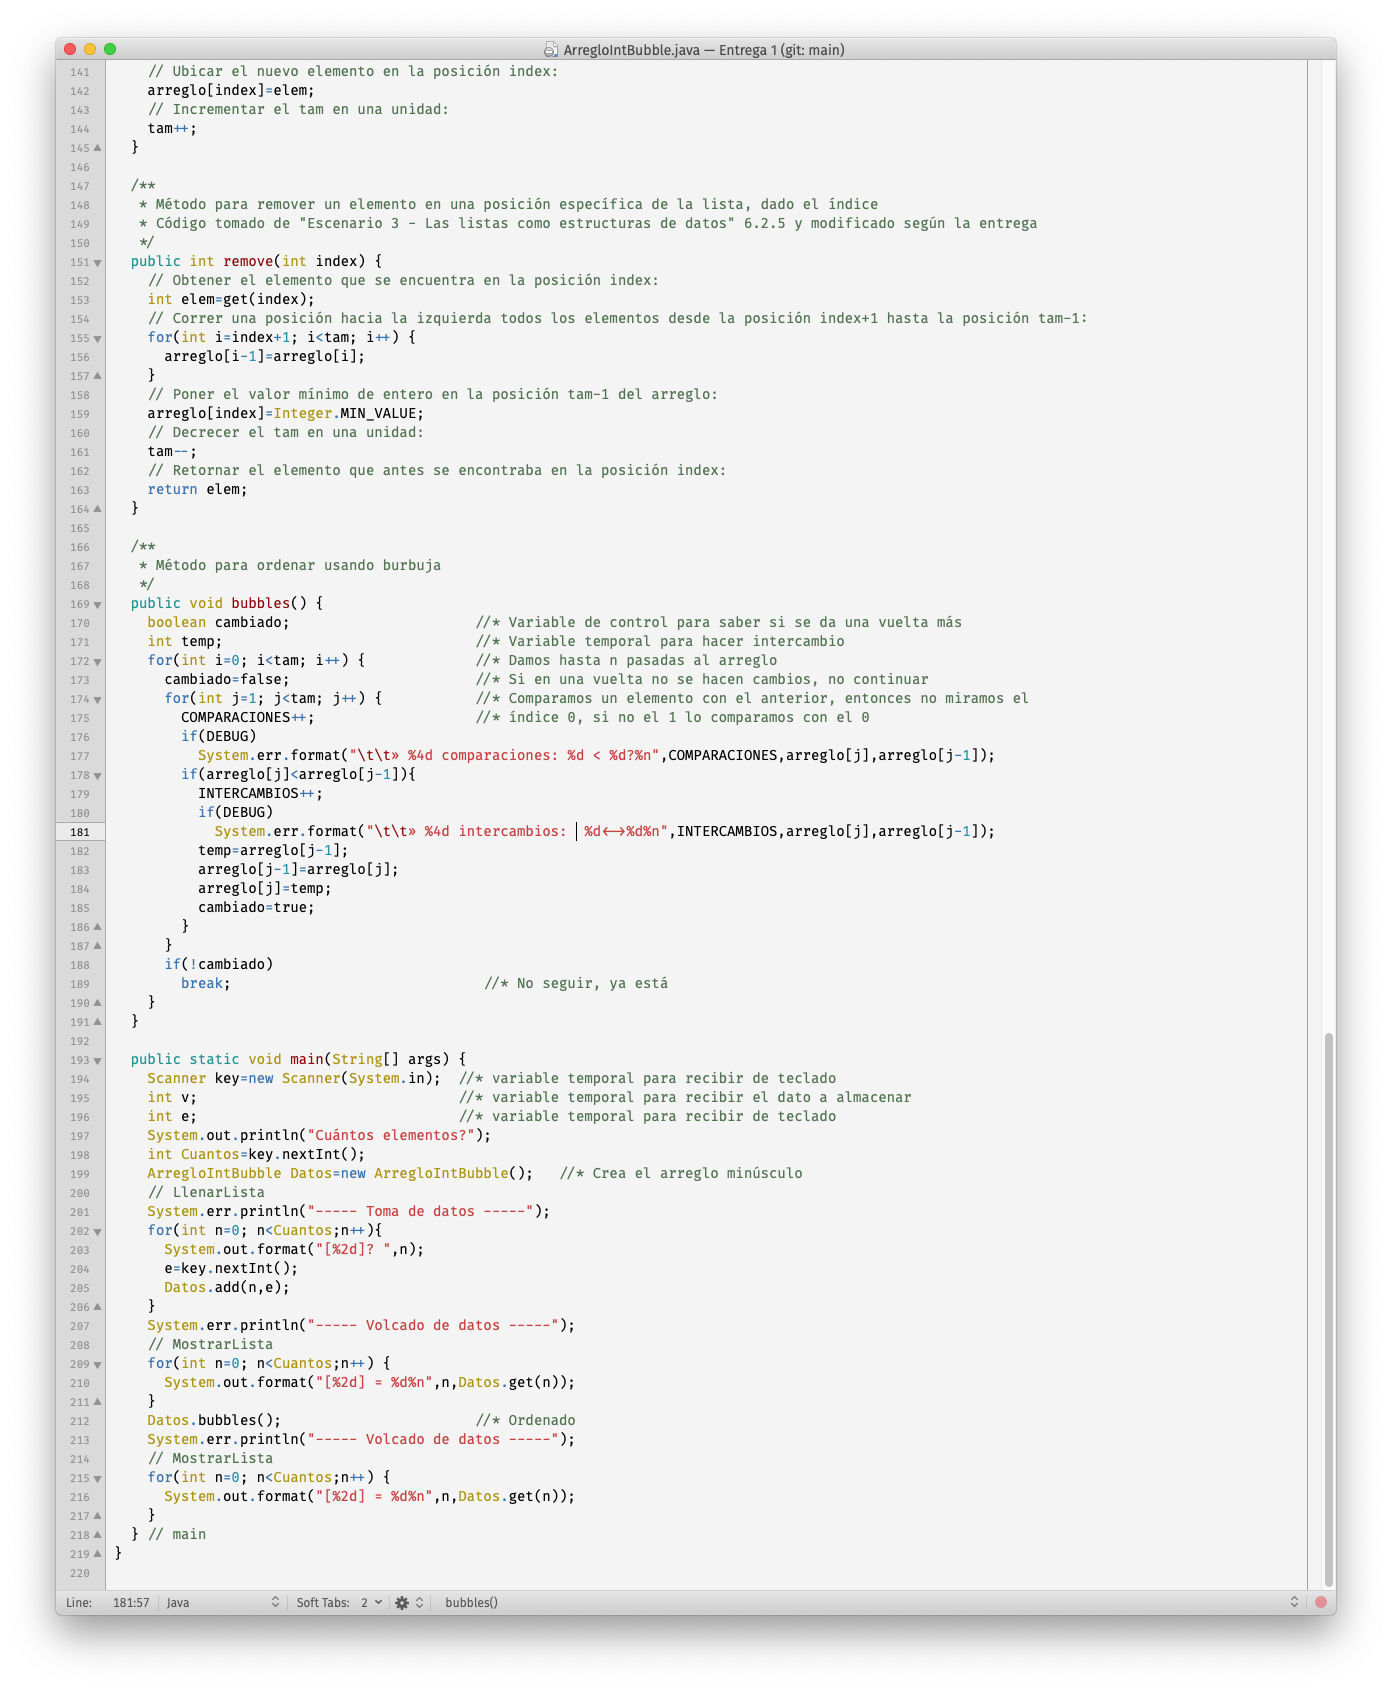 ArregloIntBubble.java — Entrega 1 (git: main)
141 // Ubicar el nuevo elemento en la posición index:
142 arreglo[index]=elem;
143 // Incrementar el tam en una unidad:
144 tam++;
145 }
146
147 /**
148 * Método para remover un elemento en una posición específica de la lista, dado el índice
149 * Código tomado de "Escenario 3 - Las listas como estructuras de datos" 6.2.5 y modificado según la entrega
150 */
151 public int remove(int index) {
152 // Obtener el elemento que se encuentra en la posición index:
153 int elem=get(index);
154 // Correr una posición hacia la izquierda todos los elementos desde la posición index+1 hasta la posición tam-1:
155 for(int i=index+1; i<tam; i++) {
156 arreglo[i-1]=arreglo[i];
157 }
158 // Poner el valor mínimo de entero en la posición tam-1 del arreglo:
159 arreglo[index]=Integer.MIN_VALUE;
160 // Decrecer el tam en una unidad:
161 tam--;
162 // Retornar el elemento que antes se encontraba en la posición index:
163 return elem;
164 }
165
166 /**
167 * Método para ordenar usando burbuja
168 */
169 public void bubbles() {
170 boolean cambiado; //* Variable de control para saber si se da una vuelta más
171 int temp; //* Variable temporal para hacer intercambio
172 for(int i=0; i<tam; i++) { //* Damos hasta n pasadas al arreglo
173 cambiado=false; //* Si en una vuelta no se hacen cambios, no continuar
174 for(int j=1; j<tam; j++) { //* Comparamos un elemento con el anterior, entonces no miramos el
175 COMPARACIONES++; //* índice 0, si no el 1 lo comparamos con el 0
176 if(DEBUG)
177 System.err.format("\t\t» %4d comparaciones: %d < %d?%n",COMPARACIONES,arreglo[j],arreglo[j-1]);
178 if(arreglo[j]<arreglo[j-1]){
179 INTERCAMBIOS++;
180 if(DEBUG)
181 System.err.format("\t\t» %4d intercambios:  %d<->%d%n",INTERCAMBIOS,arreglo[j],arreglo[j-1]);
182 temp=arreglo[j-1];
183 arreglo[j-1]=arreglo[j];
184 arreglo[j]=temp;
185 cambiado=true;
186 }
187 }
188 if(!cambiado)
189 break; //* No seguir, ya está
190 }
191 }
192
193 public static void main(String[] args) {
194 Scanner key=new Scanner(System.in); //* variable temporal para recibir de teclado
195 int v; //* variable temporal para recibir el dato a almacenar
196 int e; //* variable temporal para recibir de teclado
197 System.out.println("Cuántos elementos?");
198 int Cuantos=key.nextInt();
199 ArregloIntBubble Datos=new ArregloIntBubble(); //* Crea el arreglo minúsculo
200 // LlenarLista
201 System.err.println("----- Toma de datos -----");
202 for(int n=0; n<Cuantos;n++){
203 System.out.format("[%2d]? ",n);
204 e=key.nextInt();
205 Datos.add(n,e);
206 }
207 System.err.println("----- Volcado de datos -----");
208 // MostrarLista
209 for(int n=0; n<Cuantos;n++) {
210 System.out.format("[%2d] = %d%n",n,Datos.get(n));
211 }
212 Datos.bubbles(); //* Ordenado
213 System.err.println("----- Volcado de datos -----");
214 // MostrarLista
215 for(int n=0; n<Cuantos;n++) {
216 System.out.format("[%2d] = %d%n",n,Datos.get(n));
217 }
218 } // main
219 }
220
Line: 181:57 Java Soft Tabs: 2 bubbles()